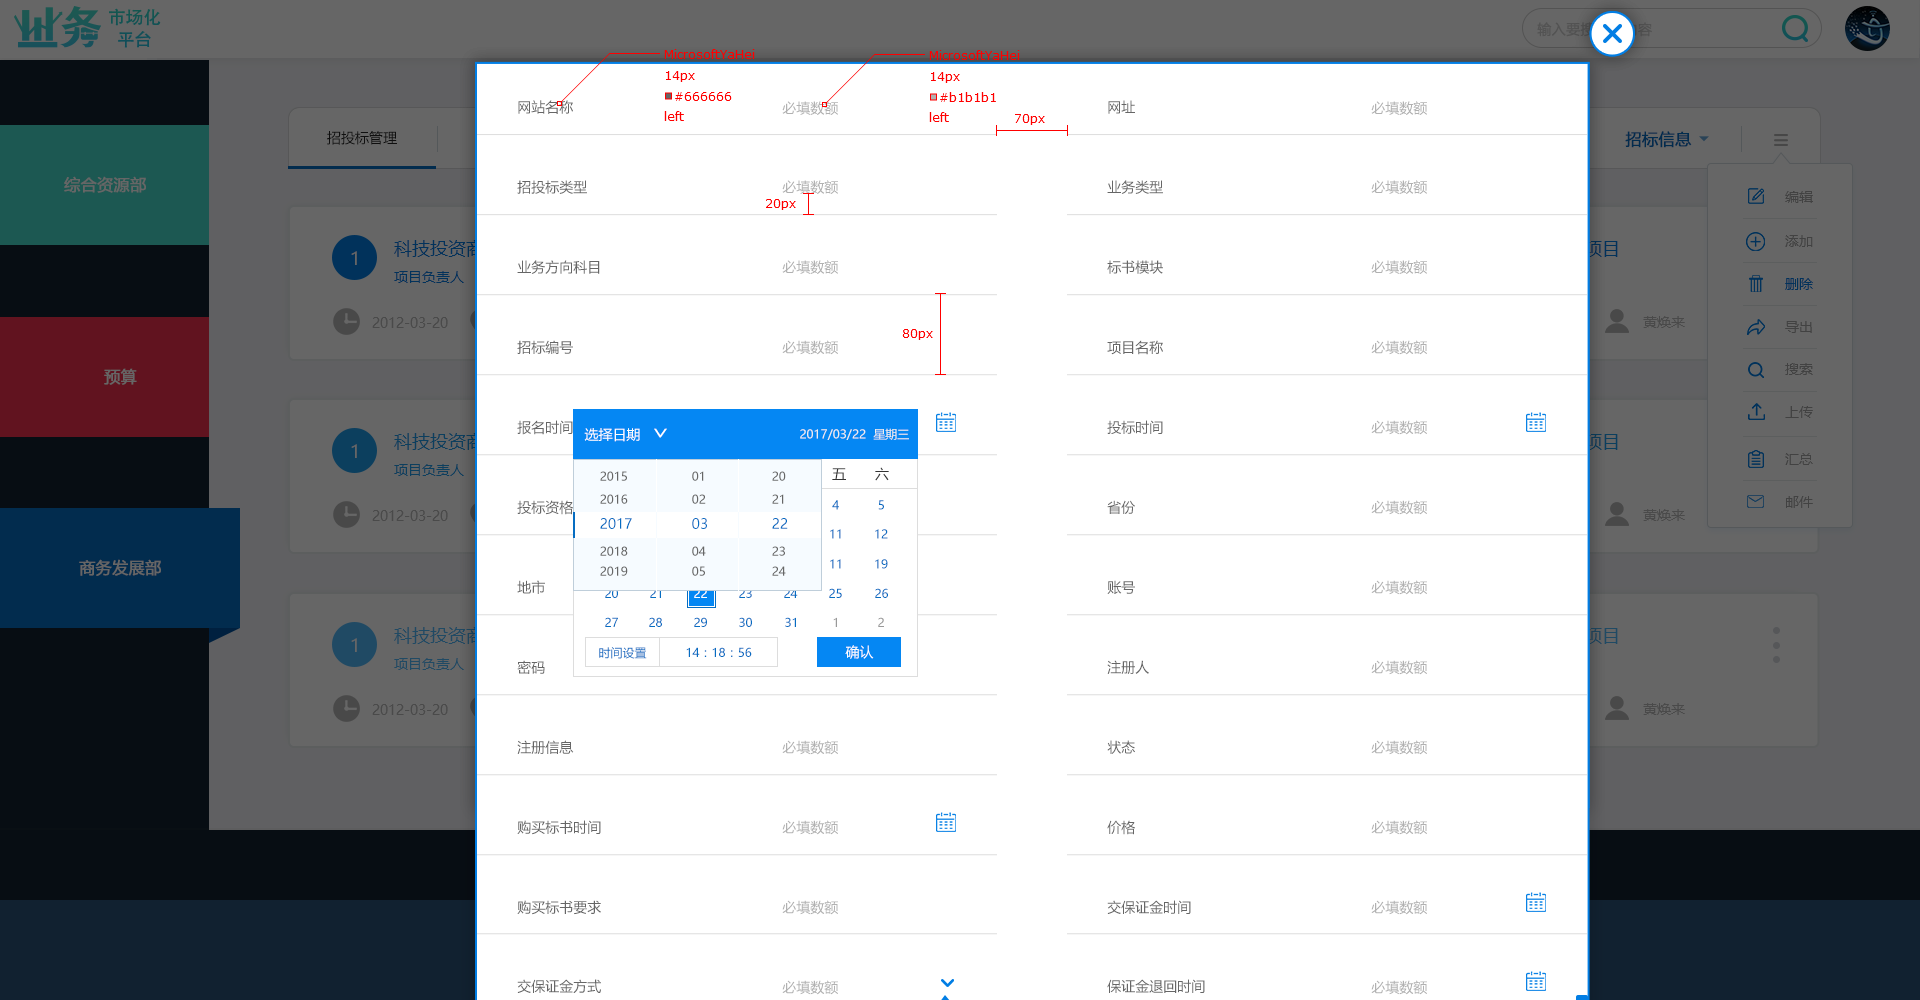 业务 市场化
平台
输入要搜 容
MicrosoftYaHei
14px
#666666
left
MicrosoftYaHei
14px
#b1b1b1
left
70px
网站名称 必填数额 网址 必填数额
招投标管理
招标信息
综合资源部
招投标类型 必填数额 业务类型 必填数额
20px
编辑
添加
删除
导出
搜索
上传
汇总
邮件
1 科技投资商
项目负责人
2012-03-20
项目
黄焕来
业务方向科目 必填数额 标书模块 必填数额
80px
招标编号 必填数额 项目名称 必填数额
预算
1 科技投资商
项目负责人
2012-03-20
项目
黄焕来
报名时间 投标时间 必填数额
选择日期 2017/03/22 星期三
五 六
2015 01 20
2016 02 21
2017 03 22
2018 04 23
2019 05 24
4 5
11 12
11 19
20 21 22 23 24 25 26
27 28 29 30 31 1 2
时间设置 14 : 18 : 56 确认
投标资格 省份 必填数额
商务发展部
地市 账号 必填数额
密码 注册人 必填数额
1 科技投资商
项目负责人
2012-03-20
项目
黄焕来
注册信息 必填数额 状态 必填数额
购买标书时间 必填数额 价格 必填数额
购买标书要求 必填数额 交保证金时间 必填数额
交保证金方式 必填数额 保证金退回时间 必填数额